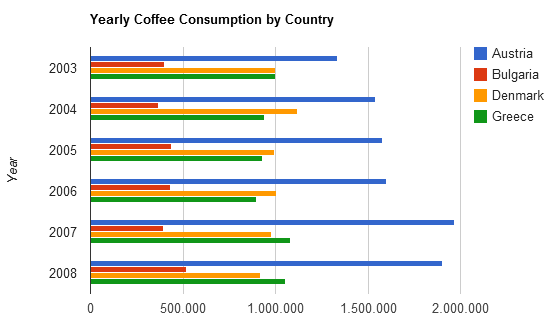 Yearly Coffee Consumption by Country
Austria
Bulgaria
Denmark
Greece
Year
2003
2004
2005
2006
2007
2008
0 500.000 1.000.000 1.500.000 2.000.000